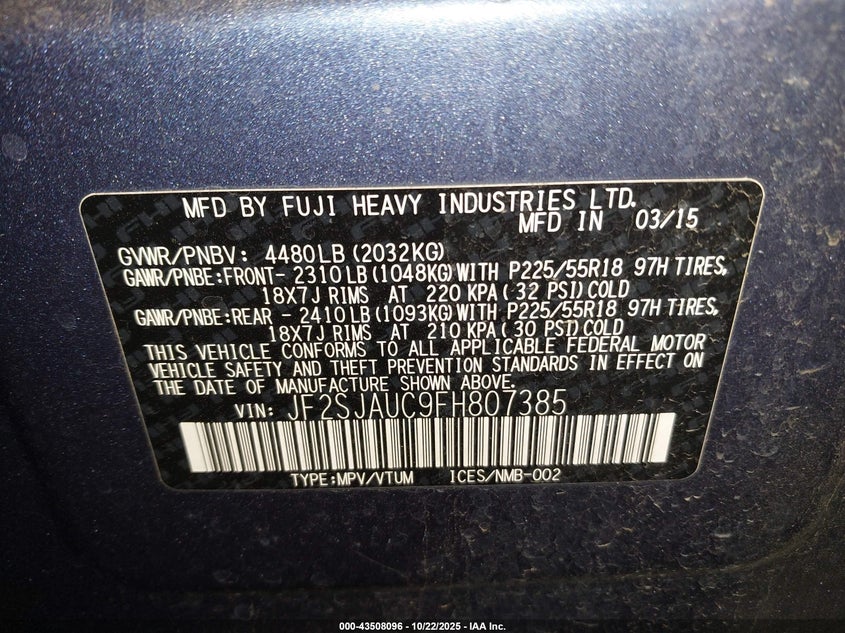 MFD BY FUJI HEAVY INDUSTRIES LTD.
MFD IN 03/15
GVWR/PNBV: 4480LB (2032KG)
GAWR/PNBE:FRONT- 2310LB (1048KG)WITH P225/55R18 97H TIRES,
18X7J RIMS AT 220 KPA( 32 PSI)COLD
GAWR/PNBE:REAR - 2410LB (1093KG)WITH P225/55R18 97H TIRES,
18X7J RIMS AT 210 KPA( 30 PSI)COLD
THIS VEHICLE CONFORMS TO ALL APPLICABLE FEDERAL MOTOR
VEHICLE SAFETY AND THEFT PREVENTION STANDARDS IN EFFECT ON
THE DATE OF MANUFACTURE SHOWN ABOVE.
VIN: JF2SJAUC9FH807385
TYPE:MPV/VTUM ICES/NMB-002
000-43508096 - 10/22/2025 - IAA Inc.